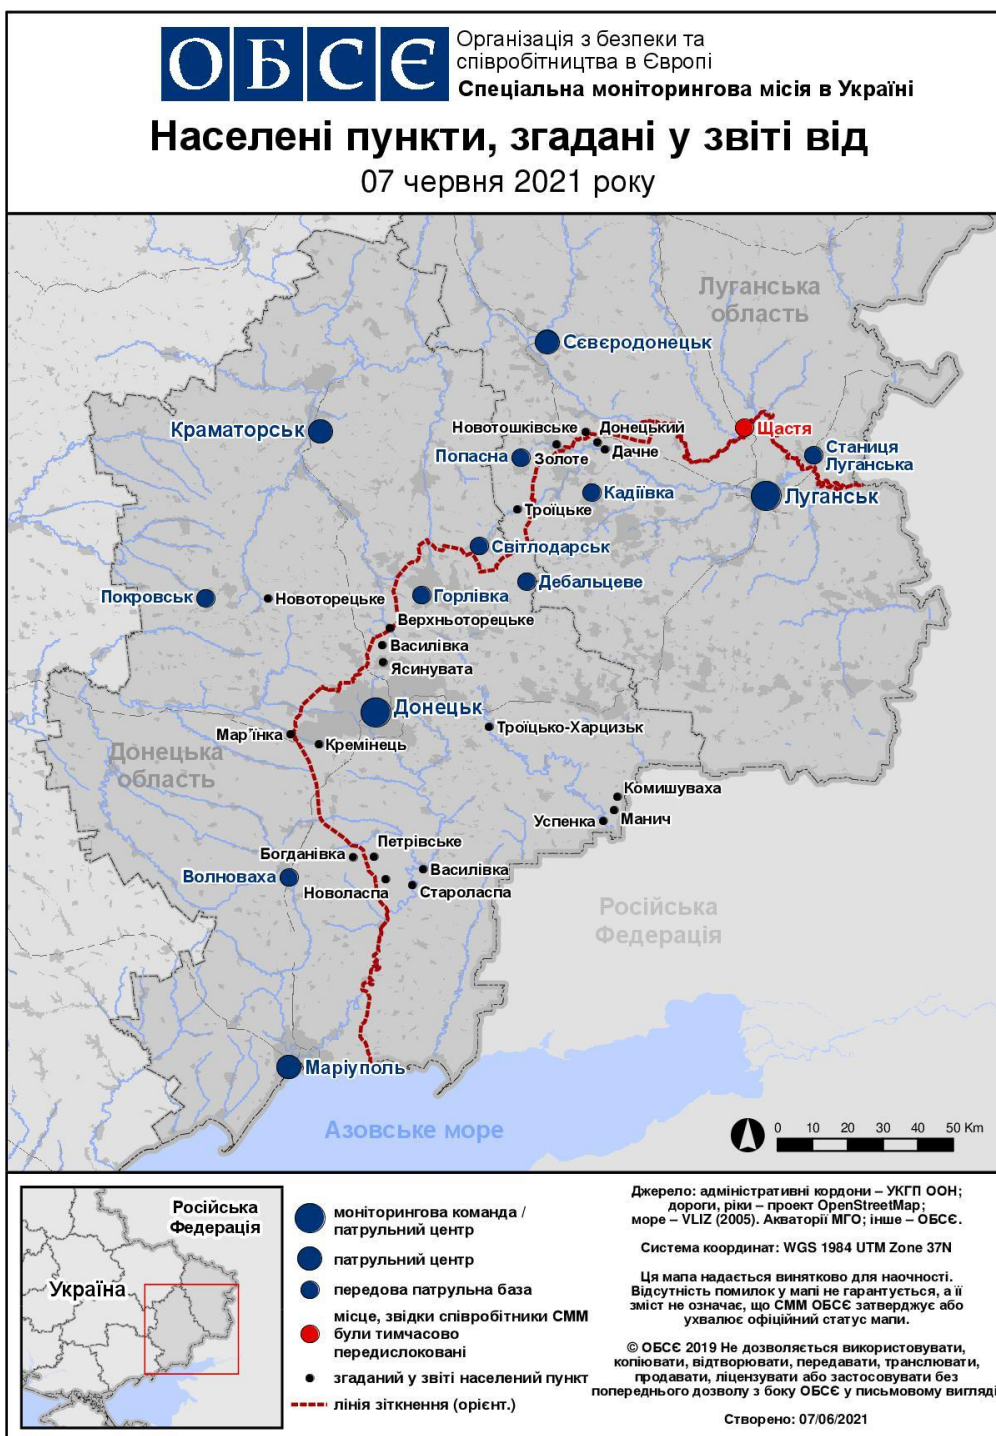 ОБСЄ
Організація з безпеки та
співробітництва в Європі
Спеціальна моніторингова місія в Україні
Населені пункти, згадані у звіті від
07 червня 2021 року
Луганська
область
Сєвєродонецьк
Краматорськ
Новотошківське
Донецький
Щастя
Попасна
Золоте
Дачне
Станиця
Луганська
Кадіївка
Луганськ
Троїцьке
Світлодарськ
Дебальцеве
Покровськ
Новоторецьке
Горлівка
Верхньоторецьке
Василівка
Ясинувата
Донецьк
Троїцько-Харцизьк
Мар'їнка
Кремінець
Донецька
область
Комишуваха
Успенка
Манич
Богданівка
Петрівське
Волноваха
Василівка
Новоласпа
Староласпа
Російська
Федерація
Маріуполь
Азовське море
0 10 20 30 40 50 Km
Російська
Федерація
Україна
моніторингова команда /
патрульний центр
патрульний центр
передова патрульна база
місце, звідки співробітники СММ
були тимчасово
передислоковані
згаданий у звіті населений пункт
лінія зіткнення (орієнт.)
Джерело: адміністративні кордони – УКГП ООН;
дороги, ріки – проект OpenStreetMap;
море – VLIZ (2005). Акваторії МГО; інше – ОБСЄ.
Система координат: WGS 1984 UTM Zone 37N
Ця мапа надається винятково для наочності.
Відсутність помилок у мапі не гарантується, а її
зміст не означає, що СММ ОБСЄ затверджує або
ухвалює офіційний статус мапи.
© ОБСЄ 2019 Не дозволяється використовувати,
копіювати, відтворювати, передавати, транслювати,
продавати, ліцензувати або застосовувати без
попереднього дозволу з боку ОБСЄ у письмовому вигляді
Створено: 07/06/2021